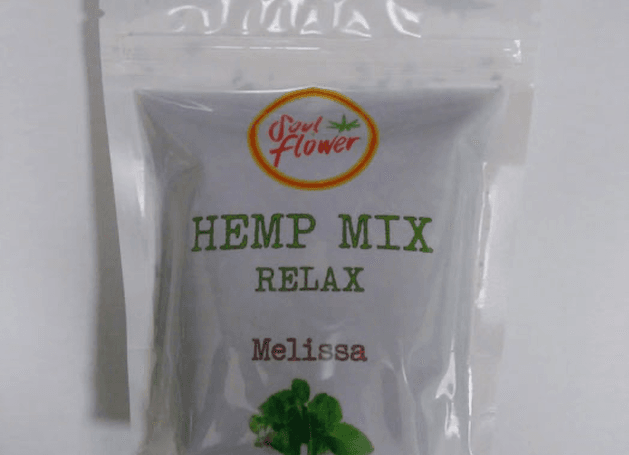 Soul
flower
HEMP MIX
RELAX
Melissa